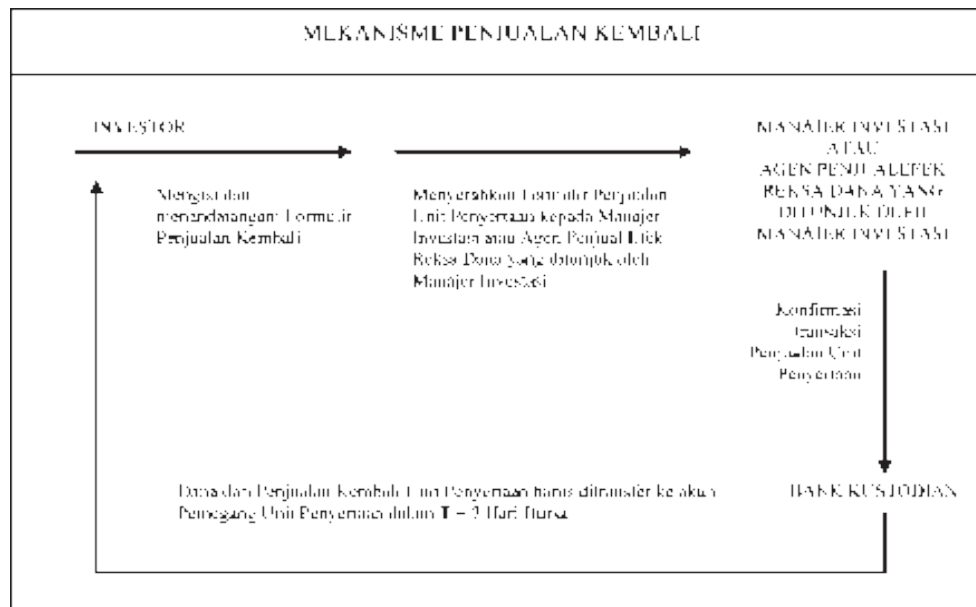 MEKANISME PENJUALAN KEMBALI
INVESTOR
Mengisi dan
menandatangani Formulir
Penjualan Kembali
Menyerahkan Formulir Penjualan
Unit Penyertaan kepada Manajer
Investasi atau Agen Penjual Efek
Reksa Dana yang ditunjuk oleh
Manajer Investasi
MANAJER INVESTASI
ATAU
AGEN PENJUAL EFEK
REKSA DANA YANG
DITUNJUK OLEH
MANAJER INVESTASI
Konfirmasi
transaksi
Penjualan Unit
Penyertaan
Dana dari Penjualan Kembali Unit Penyertaan harus ditransfer ke akun
Pemegang Unit Penyertaan dalam T Hari Bursa
BANK KUSTODIAN